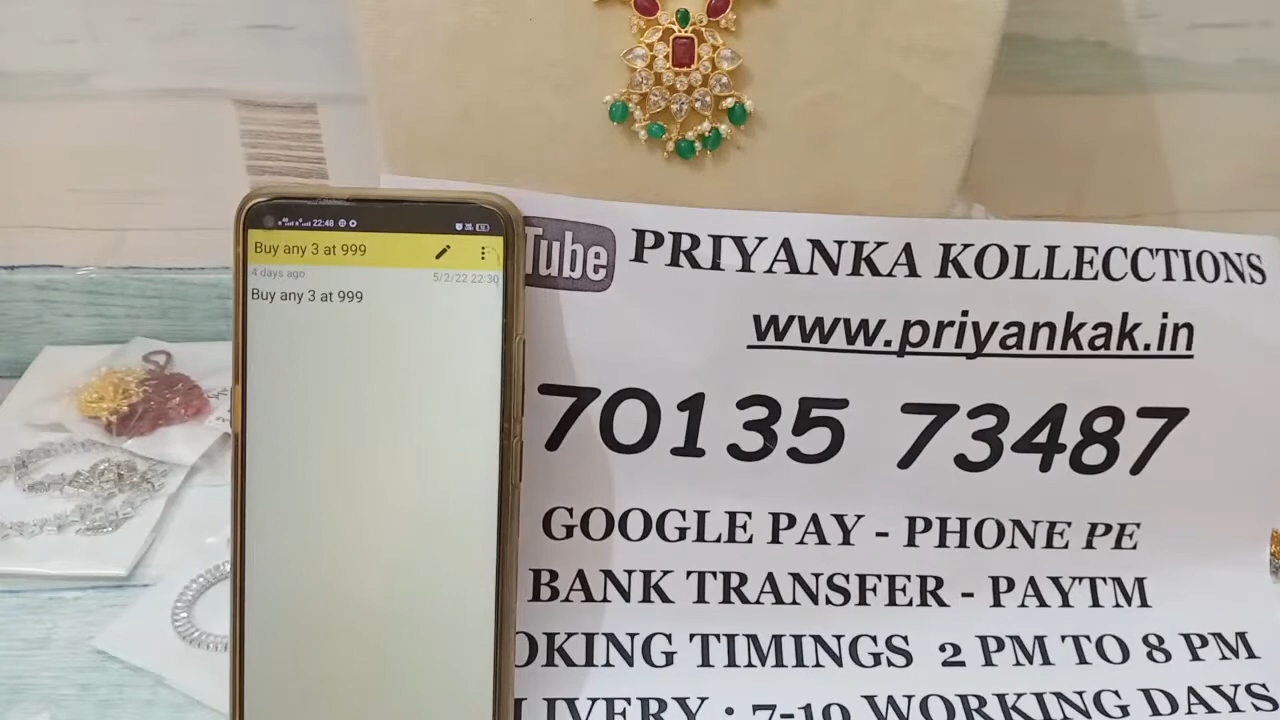 22:48
Buy any 3 at 999
4 days ago
5/2/22 22:30
Buy any 3 at 999
Tube
PRIYANKA KOLLECCTIONS
www.priyankak.in
70135 73487
GOOGLE PAY - PHONE PE
BANK TRANSFER - PAYTM
OKING TIMINGS 2 PM TO 8 PM
LIVERY : 7-10 WORKING DAYS